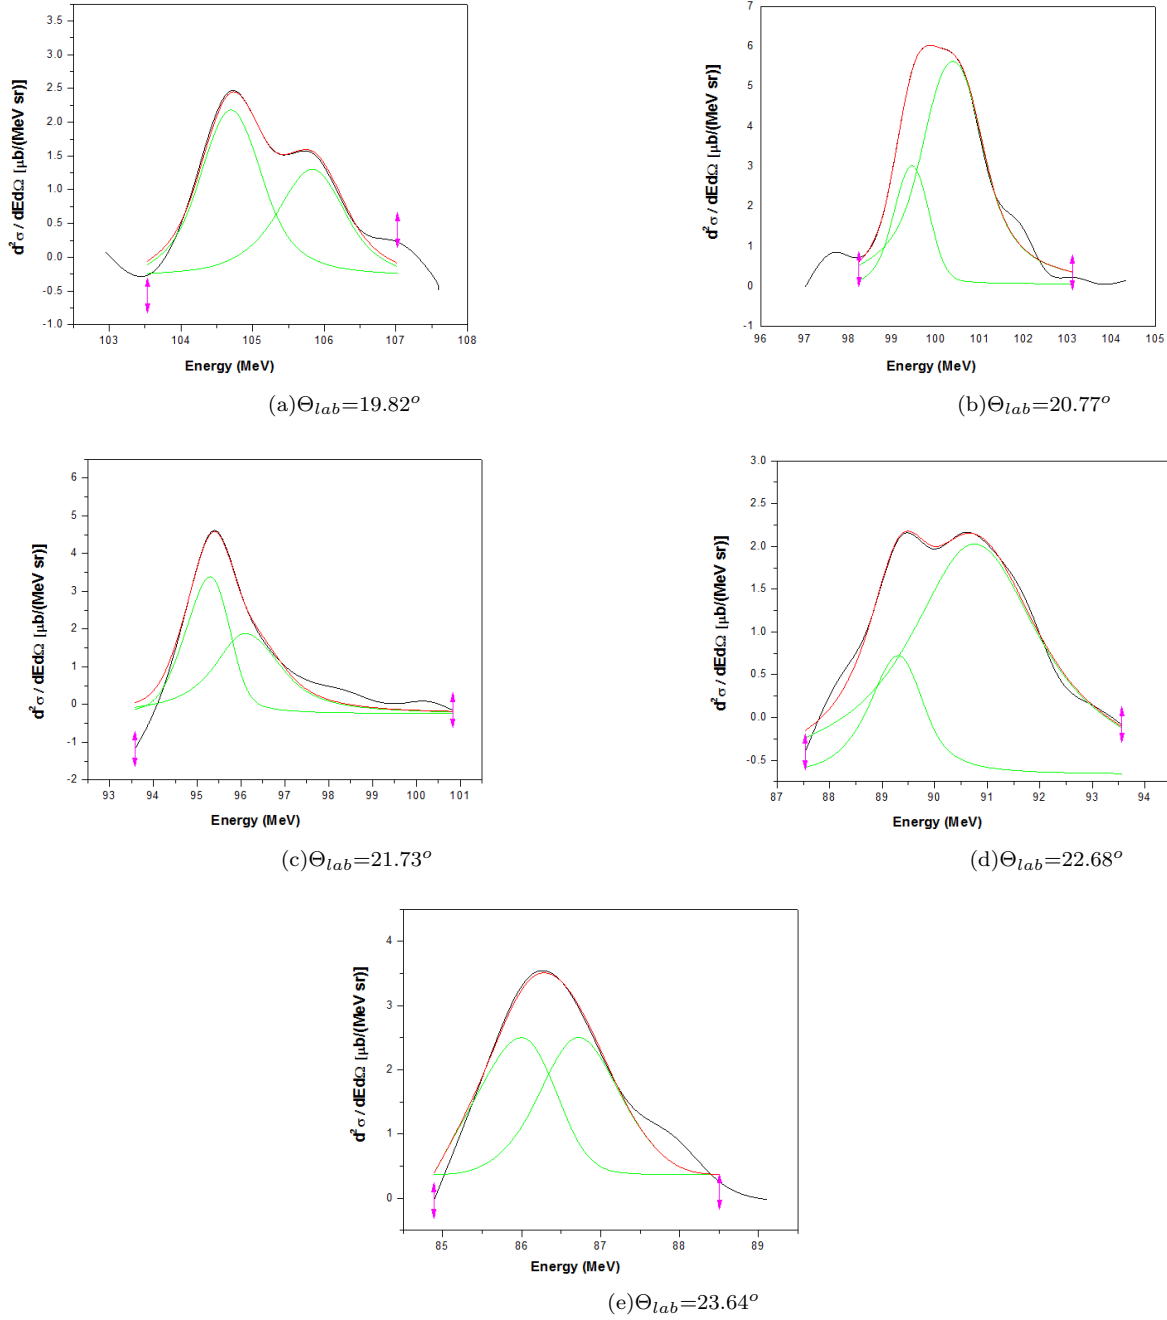 3.5
3.0
2.5
2.0
1.5
1.0
0.5
0.0
-0.5
-1.0
103 104 105 106 107 108
d²σ / dEdΩ [μb/(MeV sr)]
Energy (MeV)
(a)Θlab=19.82°
7
6
5
4
3
2
1
0
-1
96 97 98 99 100 101 102 103 104 105
d²σ / dEdΩ [μb/(MeV sr)]
Energy (MeV)
(b)Θlab=20.77°
6
5
4
3
2
1
0
-1
-2
93 94 95 96 97 98 99 100 101
d²σ / dEdΩ [μb/(MeV sr)]
Energy (MeV)
(c)Θlab=21.73°
3.0
2.5
2.0
1.5
1.0
0.5
0.0
-0.5
87 88 89 90 91 92 93 94
d²σ / dEdΩ [μb/(MeV sr)]
Energy (MeV)
(d)Θlab=22.68°
4
3
2
1
0
85 86 87 88 89
d²σ / dEdΩ [μb/(MeV sr)]
Energy (MeV)
(e)Θlab=23.64°